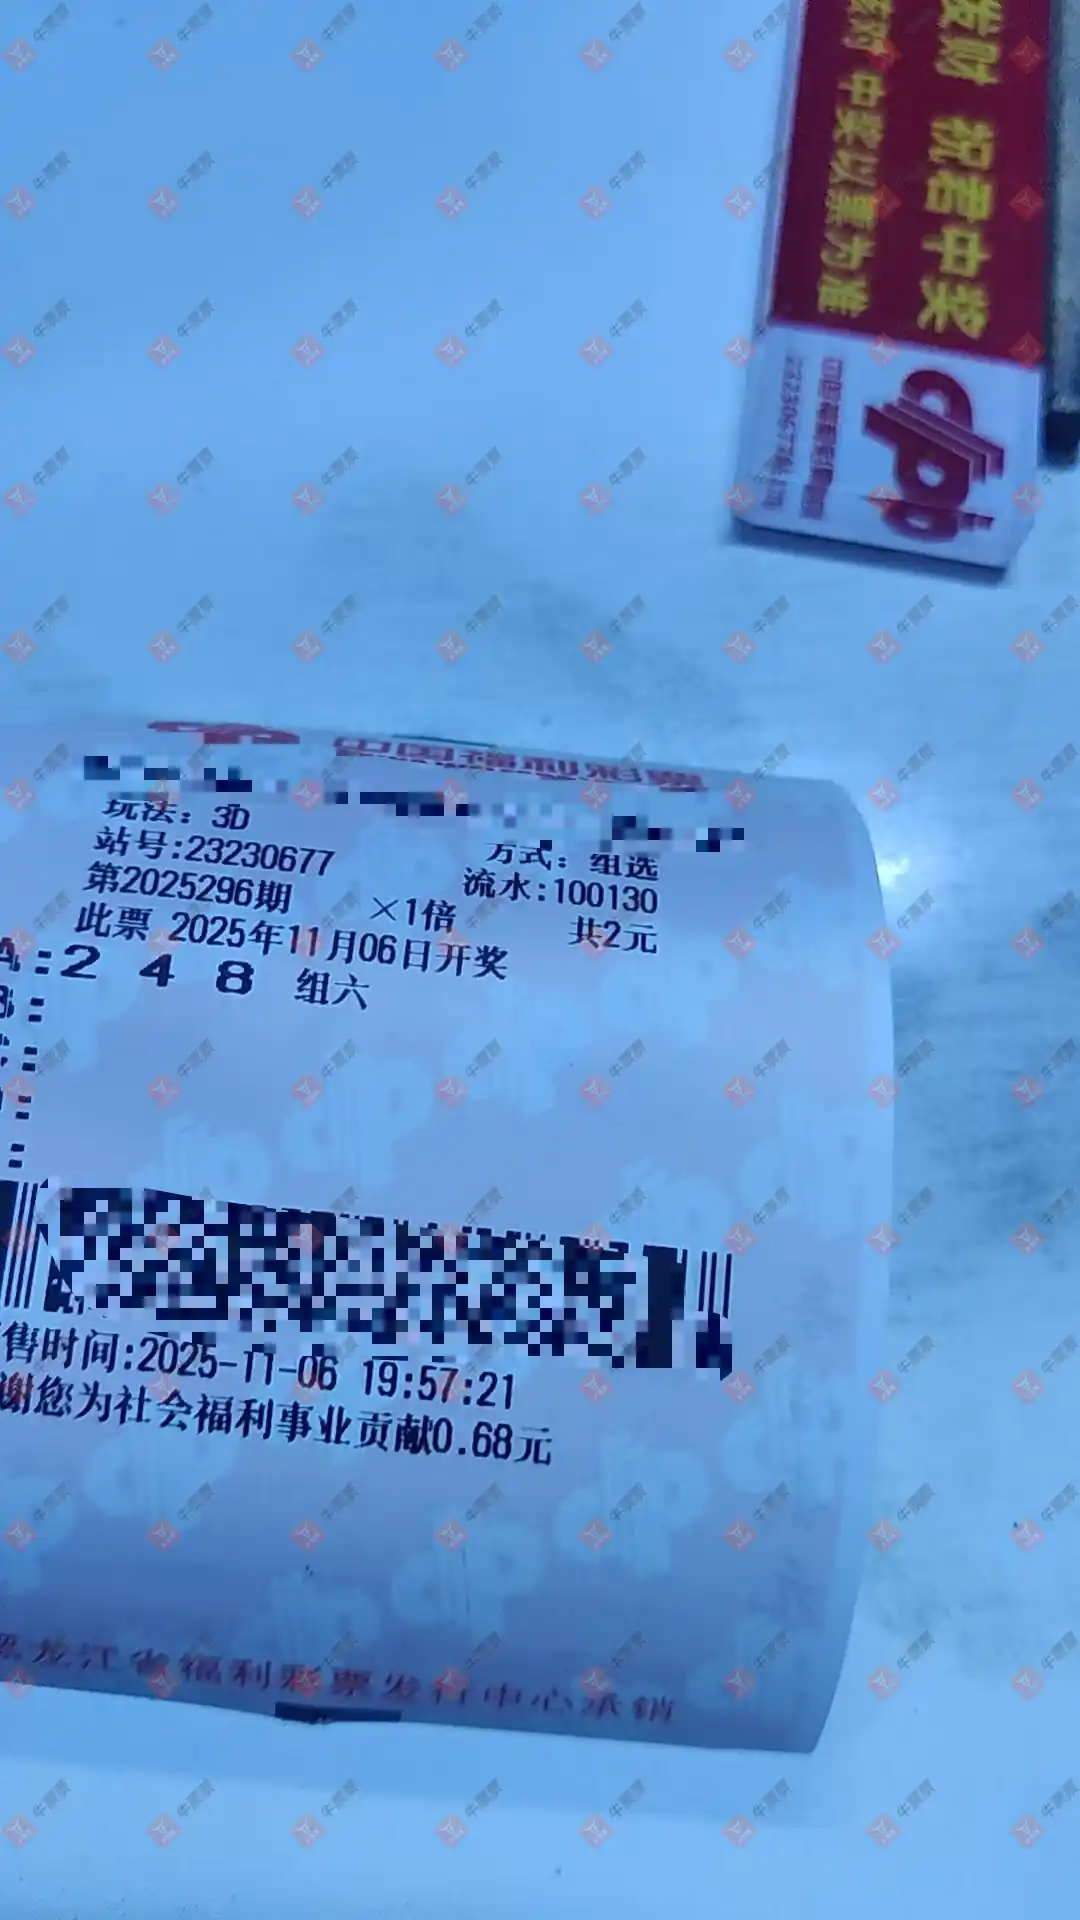 发财 祝君中奖
财 中奖以票为准
中国福利彩票
玩法：3D
方式：组选
站号:23230677
流水:100130
第2025296期
×1倍
共2元
此票 2025年11月06日开奖
A:2 4 8 组六
B:
售时间:2025-11-06 19:57:21
谢您为社会福利事业贡献0.68元
黑龙江省福利彩票发行中心承销
牛票票